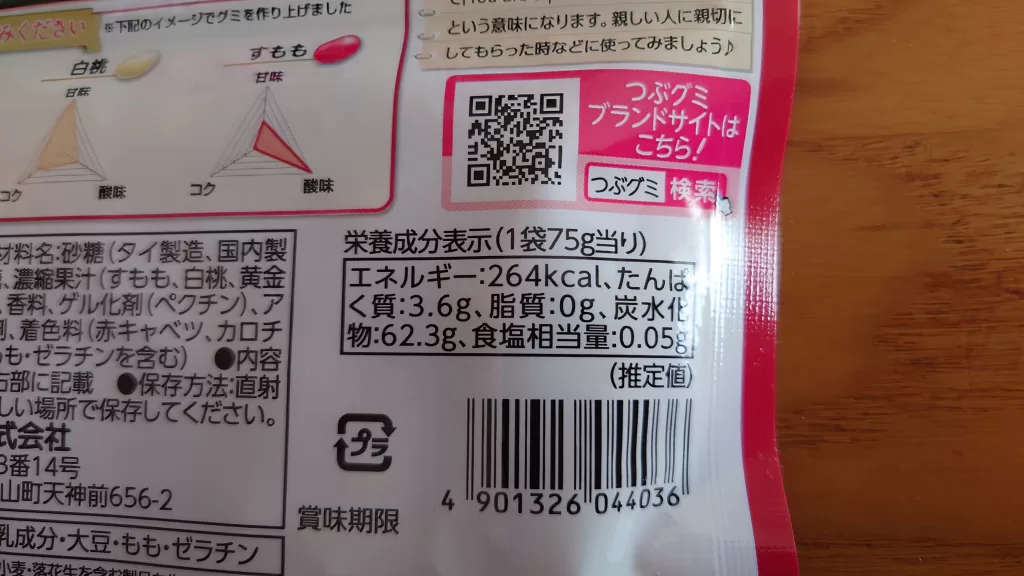 みください
※下記のイメージでグミを作り上げました
白桃
甘味
コク
酸味
すもも
甘味
コク
酸味
という意味になります。親しい人に親切に
してもらった時などに使ってみましょう♪
つぶグミ
ブランドサイトは
こちら!
つぶグミ 検索
材料名:砂糖(タイ製造、国内製
、濃縮果汁(すもも、白桃、黄金
、香料、ゲル化剤(ペクチン)、ア
、着色料(赤キャベツ、カロチ
もも・ゼラチンを含む) ●内容
右部に記載 ●保存方法:直射
しい場所で保存してください。
式会社
3番14号
山町天神前656-2
乳成分・大豆・もも・ゼラチン
小麦・落花生を含む製品
栄養成分表示(1袋75g当り)
エネルギー:264kcal、たんぱ
く質:3.6g、脂質:0g、炭水化
物:62.3g、食塩相当量:0.05g
(推定値)
プラ
賞味期限
4 901326 044036